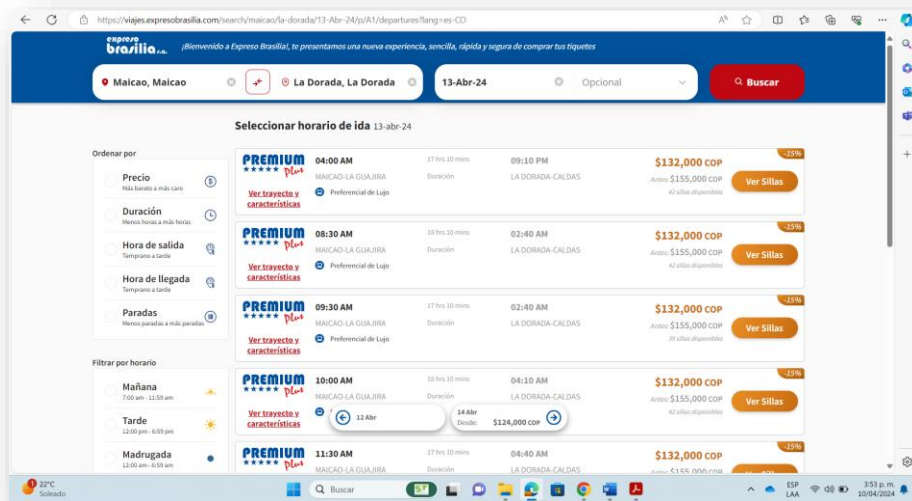 https://viajes.expresobrasilia.com/search/maicao/la-dorada/13-Abr-24/p/A1/departures?lang=es-CO
expreso
brasilia s.a.
¡Bienvenido a Expreso Brasilia!, te presentamos una nueva experiencia, sencilla, rápida y segura de comprar tus tiquetes
Maicao, Maicao
La Dorada, La Dorada
13-Abr-24
Opcional
Buscar
Seleccionar horario de ida 13-abr-24
Ordenar por
Precio
Más barato a más caro
Duración
Menos horas a más horas
Hora de salida
Temprano a tarde
Hora de llegada
Temprano a tarde
Paradas
Menos paradas a más paradas
Filtrar por horario
Mañana
7:00 am - 11:59 am
Tarde
12:00 pm - 6:59 pm
Madrugada
12:00 am - 6:59 am
-15%
PREMIUM Plus 04:00 AM 17 hrs 10 mins 09:10 PM $132,000 COP
MAICAO-LA GUAJIRA Duración LA DORADA-CALDAS Antes: $155,000 COP Ver Sillas
Ver trayecto y características Preferencial de Lujo 42 sillas disponibles
-15%
PREMIUM Plus 08:30 AM 18 hrs 10 mins 02:40 AM $132,000 COP
MAICAO-LA GUAJIRA Duración LA DORADA-CALDAS Antes: $155,000 COP Ver Sillas
Ver trayecto y características Preferencial de Lujo 42 sillas disponibles
-15%
PREMIUM Plus 09:30 AM 17 hrs 10 mins 02:40 AM $132,000 COP
MAICAO-LA GUAJIRA Duración LA DORADA-CALDAS Antes: $155,000 COP Ver Sillas
Ver trayecto y características Preferencial de Lujo 39 sillas disponibles
-15%
PREMIUM Plus 10:00 AM 18 hrs 10 mins 04:10 AM $132,000 COP
MAICAO-LA GUAJIRA Duración LA DORADA-CALDAS Antes: $155,000 COP Ver Sillas
Ver trayecto y características 42 sillas disponibles
12 Abr
14 Abr
Desde: $124,000 COP
-15%
PREMIUM Plus 11:30 AM 17 hrs 10 mins 04:40 AM $132,000 COP
MAICAO-LA GUAJIRA Duración LA DORADA-CALDAS Antes: $155,000 COP Ver Sillas
22°C
Soleado
Buscar
ESP
LAA
3:53 p. m.
10/04/2024